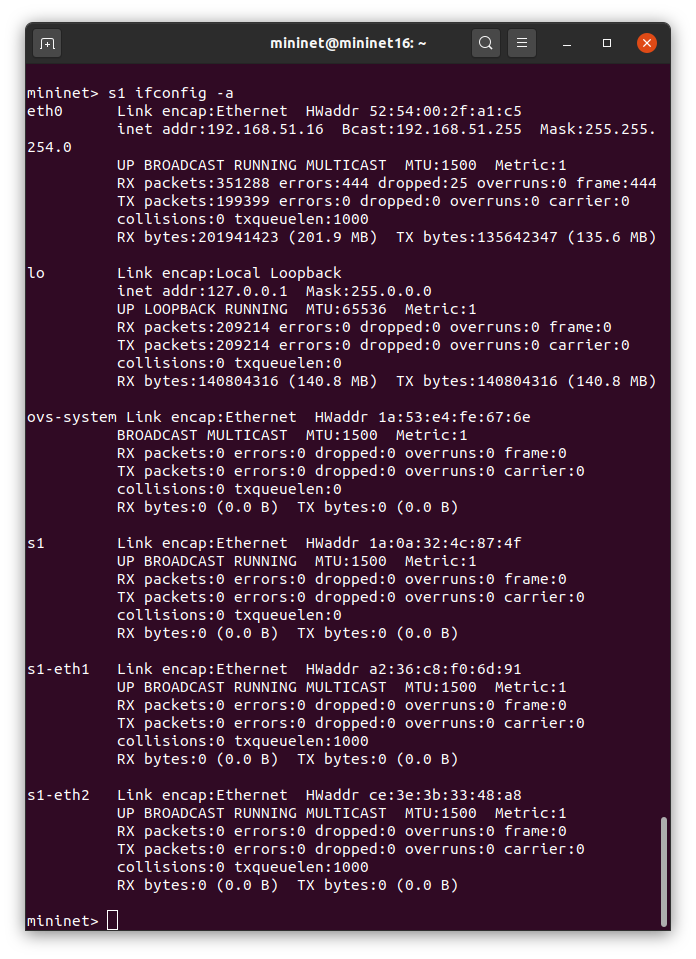 mininet@mininet16: ~
mininet> s1 ifconfig -a
eth0      Link encap:Ethernet  HWaddr 52:54:00:2f:a1:c5
          inet addr:192.168.51.16  Bcast:192.168.51.255  Mask:255.255.
254.0
          UP BROADCAST RUNNING MULTICAST  MTU:1500  Metric:1
          RX packets:351288 errors:444 dropped:25 overruns:0 frame:444
          TX packets:199399 errors:0 dropped:0 overruns:0 carrier:0
          collisions:0 txqueuelen:1000
          RX bytes:201941423 (201.9 MB)  TX bytes:135642347 (135.6 MB)
lo        Link encap:Local Loopback
          inet addr:127.0.0.1  Mask:255.0.0.0
          UP LOOPBACK RUNNING  MTU:65536  Metric:1
          RX packets:209214 errors:0 dropped:0 overruns:0 frame:0
          TX packets:209214 errors:0 dropped:0 overruns:0 carrier:0
          collisions:0 txqueuelen:0
          RX bytes:140804316 (140.8 MB)  TX bytes:140804316 (140.8 MB)
ovs-system Link encap:Ethernet  HWaddr 1a:53:e4:fe:67:6e
          BROADCAST MULTICAST  MTU:1500  Metric:1
          RX packets:0 errors:0 dropped:0 overruns:0 frame:0
          TX packets:0 errors:0 dropped:0 overruns:0 carrier:0
          collisions:0 txqueuelen:0
          RX bytes:0 (0.0 B)  TX bytes:0 (0.0 B)
s1        Link encap:Ethernet  HWaddr 1a:0a:32:4c:87:4f
          UP BROADCAST RUNNING  MTU:1500  Metric:1
          RX packets:0 errors:0 dropped:0 overruns:0 frame:0
          TX packets:0 errors:0 dropped:0 overruns:0 carrier:0
          collisions:0 txqueuelen:0
          RX bytes:0 (0.0 B)  TX bytes:0 (0.0 B)
s1-eth1   Link encap:Ethernet  HWaddr a2:36:c8:f0:6d:91
          UP BROADCAST RUNNING MULTICAST  MTU:1500  Metric:1
          RX packets:0 errors:0 dropped:0 overruns:0 frame:0
          TX packets:0 errors:0 dropped:0 overruns:0 carrier:0
          collisions:0 txqueuelen:1000
          RX bytes:0 (0.0 B)  TX bytes:0 (0.0 B)
s1-eth2   Link encap:Ethernet  HWaddr ce:3e:3b:33:48:a8
          UP BROADCAST RUNNING MULTICAST  MTU:1500  Metric:1
          RX packets:0 errors:0 dropped:0 overruns:0 frame:0
          TX packets:0 errors:0 dropped:0 overruns:0 carrier:0
          collisions:0 txqueuelen:1000
          RX bytes:0 (0.0 B)  TX bytes:0 (0.0 B)
mininet>